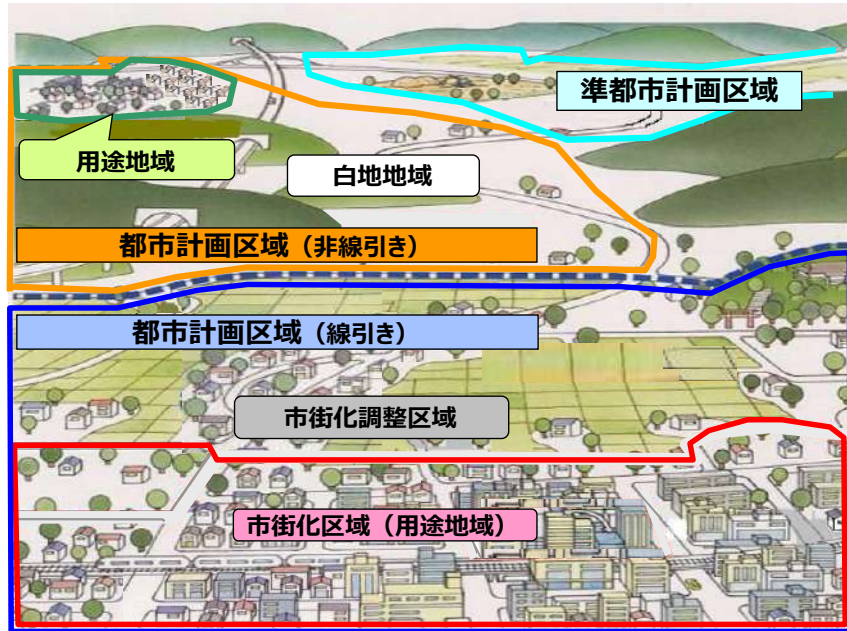 準都市計画区域
用途地域
白地地域
都市計画区域（非線引き）
都市計画区域（線引き）
市街化調整区域
市街化区域（用途地域）